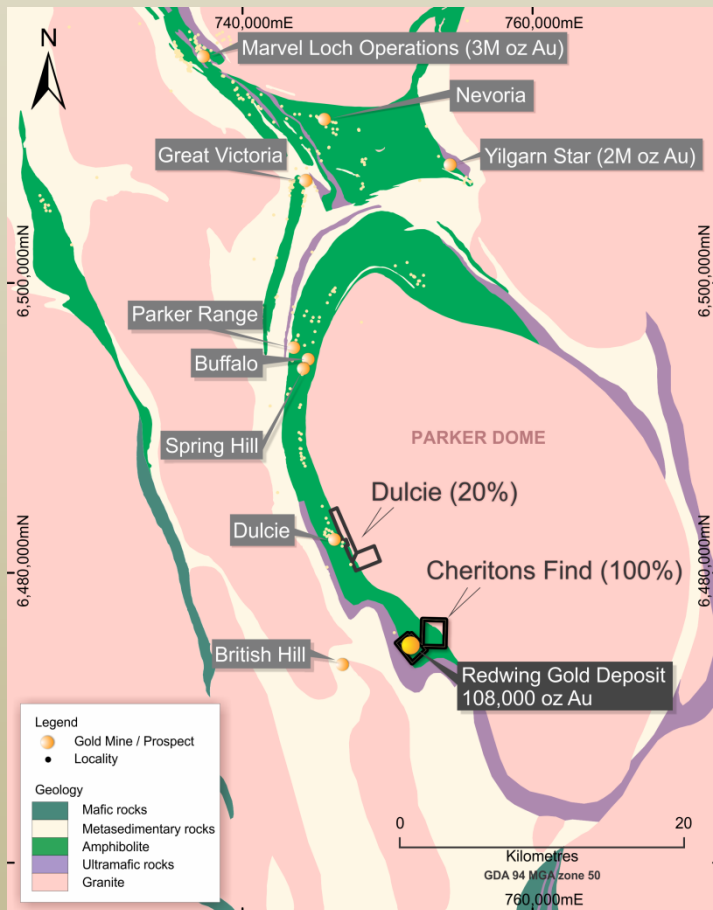 740,000mE
760,000mE
N
Marvel Loch Operations (3M oz Au)
Nevoria
Great Victoria
Yilgarn Star (2M oz Au)
6,500,000mN
6,500,000mN
Parker Range
Buffalo
Spring Hill
PARKER DOME
Dulcie (20%)
Dulcie
6,480,000mN
6,480,000mN
Cheritons Find (100%)
British Hill
Redwing Gold Deposit
108,000 oz Au
Legend
Gold Mine / Prospect
Locality
Geology
Mafic rocks
Metasedimentary rocks
Amphibolite
Ultramafic rocks
Granite
0
20
Kilometres
GDA 94 MGA zone 50
760,000mE